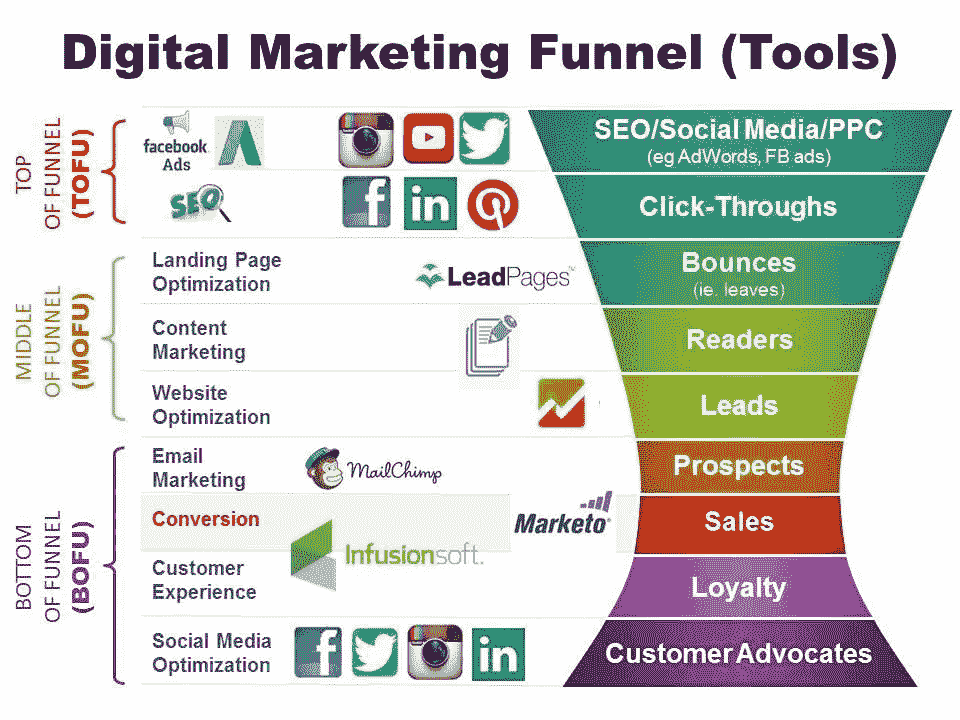 Digital Marketing Funnel (Tools)
TOP
OF FUNNEL
(TOFU)
facebook
Ads
SEO
in
SEO/Social Media/PPC
(eg AdWords, FB ads)
Click-Throughs
MIDDLE
OF FUNNEL
(MOFU)
Landing Page
Optimization
LeadPages™
Bounces
(ie. leaves)
Content
Marketing
Readers
Website
Optimization
Leads
BOTTOM
OF FUNNEL
(BOFU)
Email
Marketing
MailChimp
Prospects
Conversion
Marketo®
Sales
Infusionsoft.
Customer
Experience
Loyalty
Social Media
Optimization
f
in
Customer Advocates